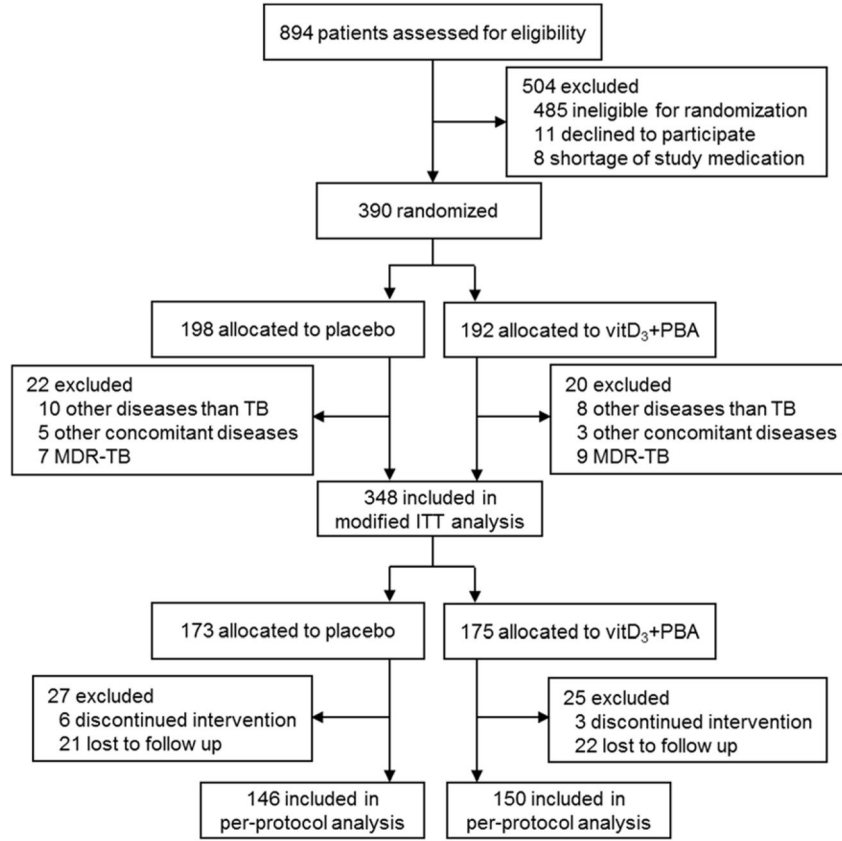 894 patients assessed for eligibility
504 excluded
485 ineligible for randomization
11 declined to participate
8 shortage of study medication
390 randomized
198 allocated to placebo
192 allocated to vitD₃+PBA
22 excluded
10 other diseases than TB
5 other concomitant diseases
7 MDR-TB
20 excluded
8 other diseases than TB
3 other concomitant diseases
9 MDR-TB
348 included in
modified ITT analysis
173 allocated to placebo
175 allocated to vitD₃+PBA
27 excluded
6 discontinued intervention
21 lost to follow up
25 excluded
3 discontinued intervention
22 lost to follow up
146 included in
per-protocol analysis
150 included in
per-protocol analysis